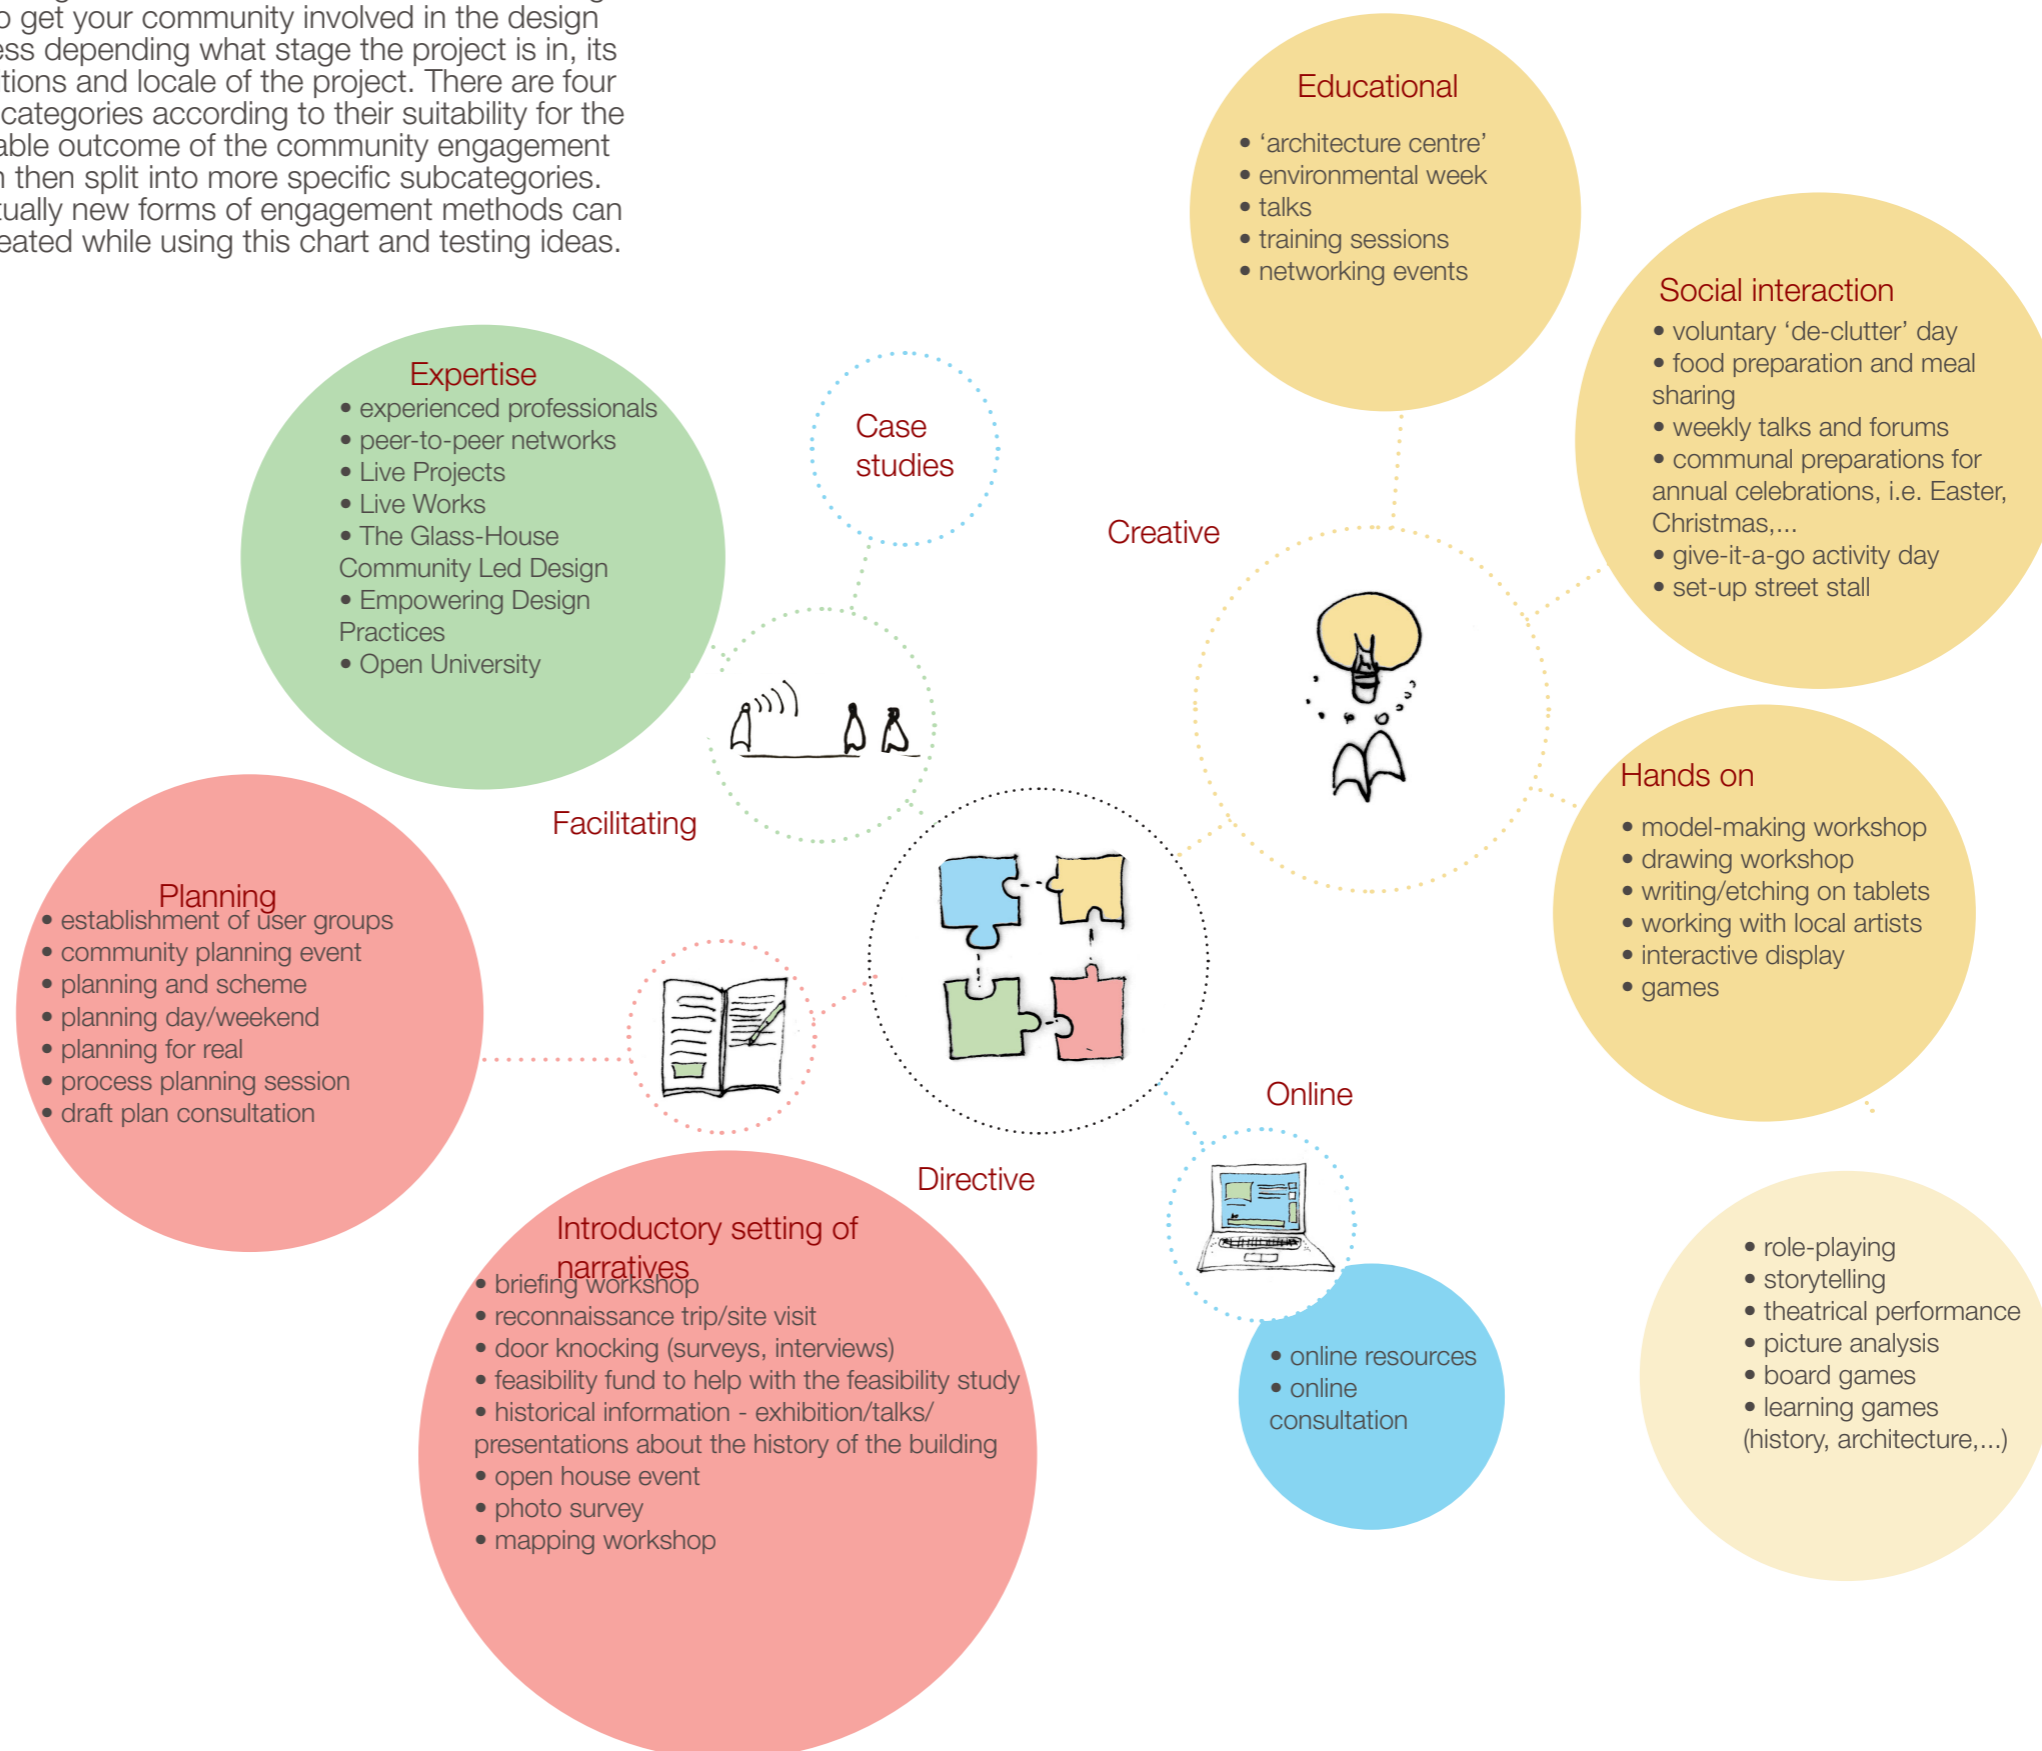 o get your community involved in the design
ess depending what stage the project is in, its
tions and locale of the project. There are four
categories according to their suitability for the
able outcome of the community engagement
n then split into more specific subcategories.
tually new forms of engagement methods can
reated while using this chart and testing ideas.
Educational
• ‘architecture centre’
• environmental week
• talks
• training sessions
• networking events
Social interaction
• voluntary ‘de-clutter’ day
• food preparation and meal
sharing
• weekly talks and forums
• communal preparations for
annual celebrations, i.e. Easter,
Christmas,...
• give-it-a-go activity day
• set-up street stall
Expertise
• experienced professionals
• peer-to-peer networks
• Live Projects
• Live Works
• The Glass-House
Community Led Design
• Empowering Design
Practices
• Open University
Case
studies
Creative
Facilitating
Hands on
• model-making workshop
• drawing workshop
• writing/etching on tablets
• working with local artists
• interactive display
• games
Planning
• establishment of user groups
• community planning event
• planning and scheme
• planning day/weekend
• planning for real
• process planning session
• draft plan consultation
Online
Directive
Introductory setting of
narratives
• briefing workshop
• reconnaissance trip/site visit
• door knocking (surveys, interviews)
• feasibility fund to help with the feasibility study
• historical information - exhibition/talks/
presentations about the history of the building
• open house event
• photo survey
• mapping workshop
• online resources
• online
consultation
• role-playing
• storytelling
• theatrical performance
• picture analysis
• board games
• learning games
(history, architecture,...)